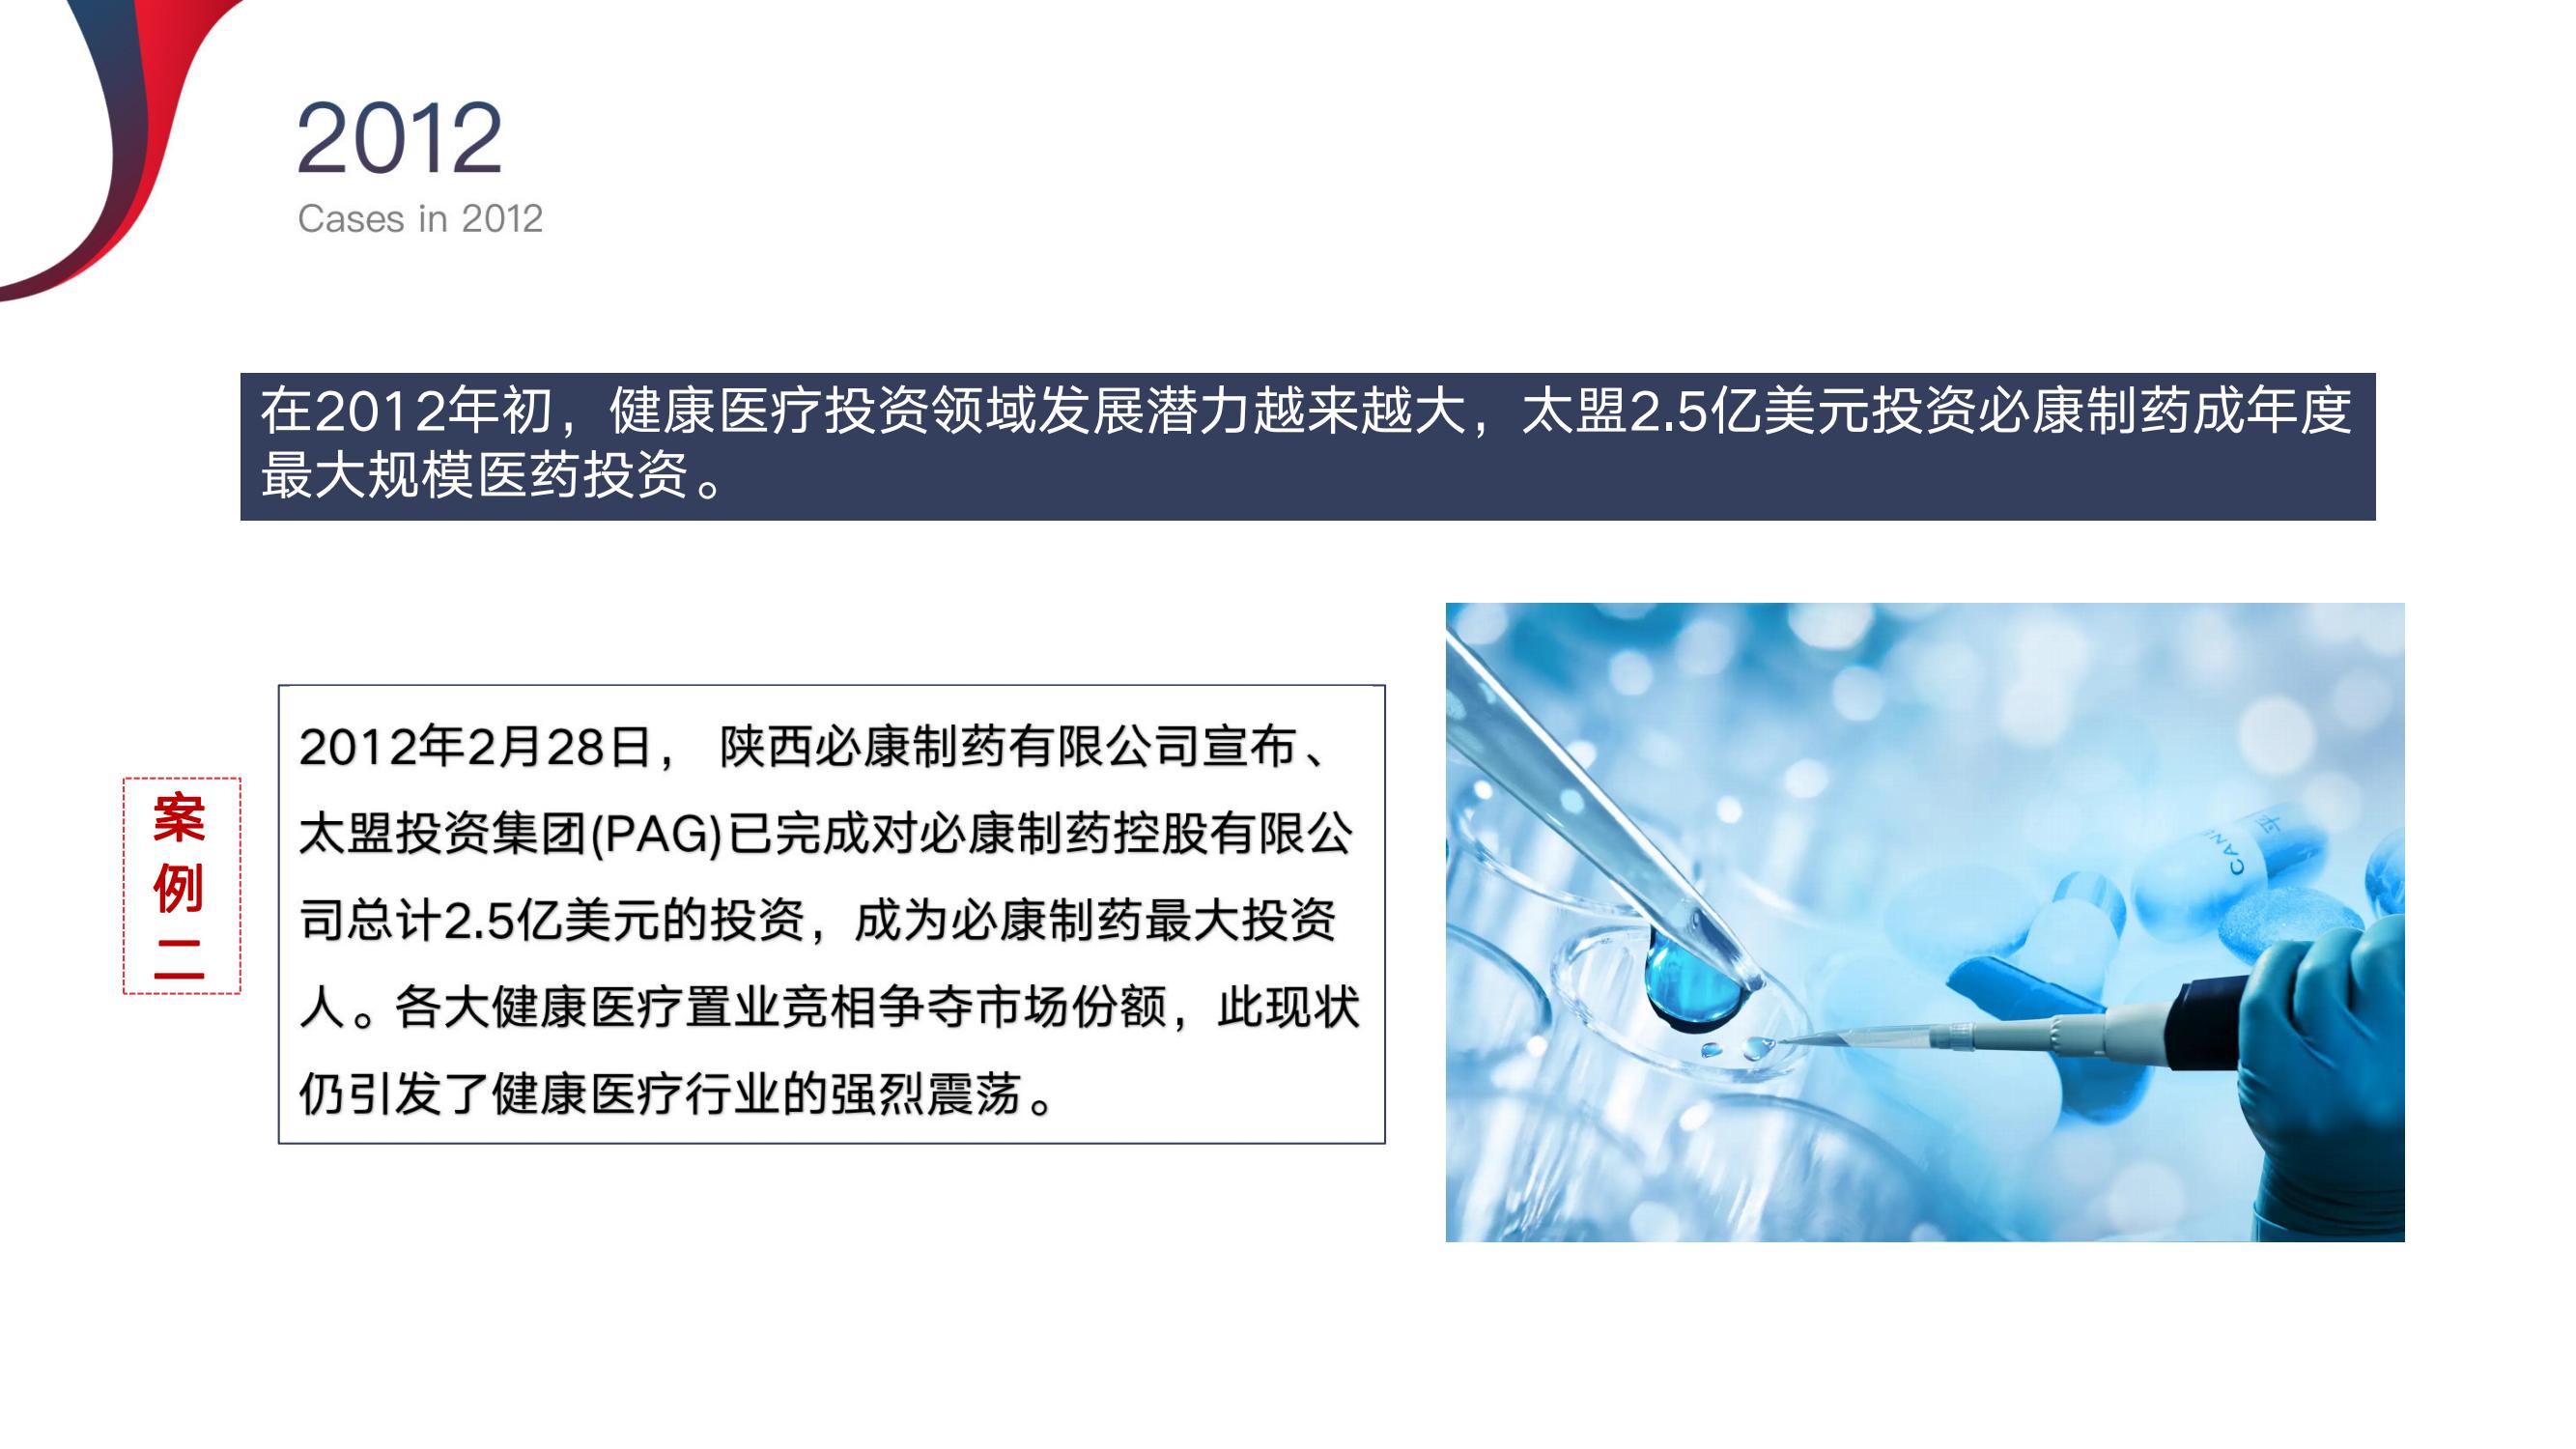 2012
Cases in 2012
在2012年初，健康医疗投资领域发展潜力越来越大，太盟2.5亿美元投资必康制药成年度
最大规模医药投资。
案
例
二
2012年2月28日， 陕西必康制药有限公司宣布、
太盟投资集团(PAG)已完成对必康制药控股有限公
司总计2.5亿美元的投资，成为必康制药最大投资
人。各大健康医疗置业竞相争夺市场份额，此现状
仍引发了健康医疗行业的强烈震荡。